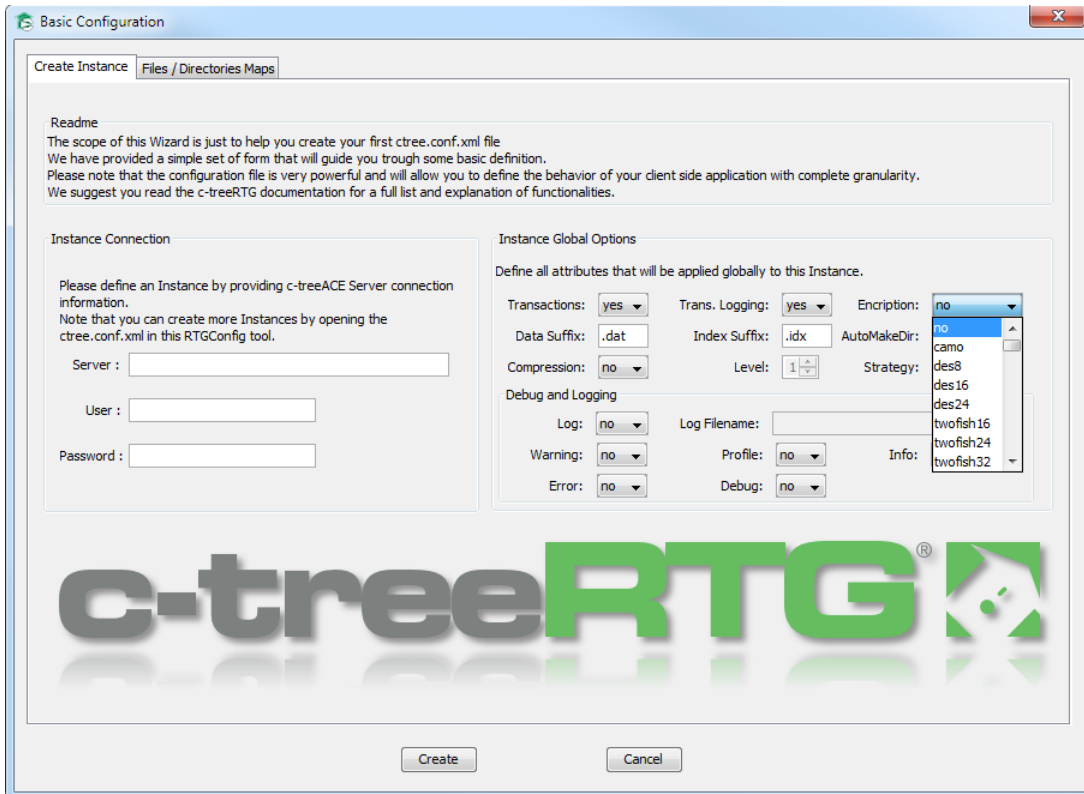 Basic Configuration
Create Instance
Files / Directories Maps
Readme
The scope of this Wizard is just to help you create your first ctree.conf.xml file
We have provided a simple set of form that will guide you trough some basic definition.
Please note that the configuration file is very powerful and will allow you to define the behavior of your client side application with complete granularity.
We suggest you read the c-treeRTG documentation for a full list and explanation of functionalities.
Instance Connection
Please define an Instance by providing c-treeACE Server connection
information.
Note that you can create more Instances by opening the
ctree.conf.xml in this RTGConfig tool.
Server :
User :
Password :
Instance Global Options
Define all attributes that will be applied globally to this Instance.
Transactions: yes Trans. Logging: yes Encription: no
Data Suffix: .dat Index Suffix: .idx AutoMakeDir:
Compression: no Level: 1 Strategy:
no
camo
des8
des16
des24
twofish16
twofish24
twofish32
Debug and Logging
Log: no Log Filename:
Warning: no Profile: no Info:
Error: no Debug: no
c-treeRTG®
Create Cancel